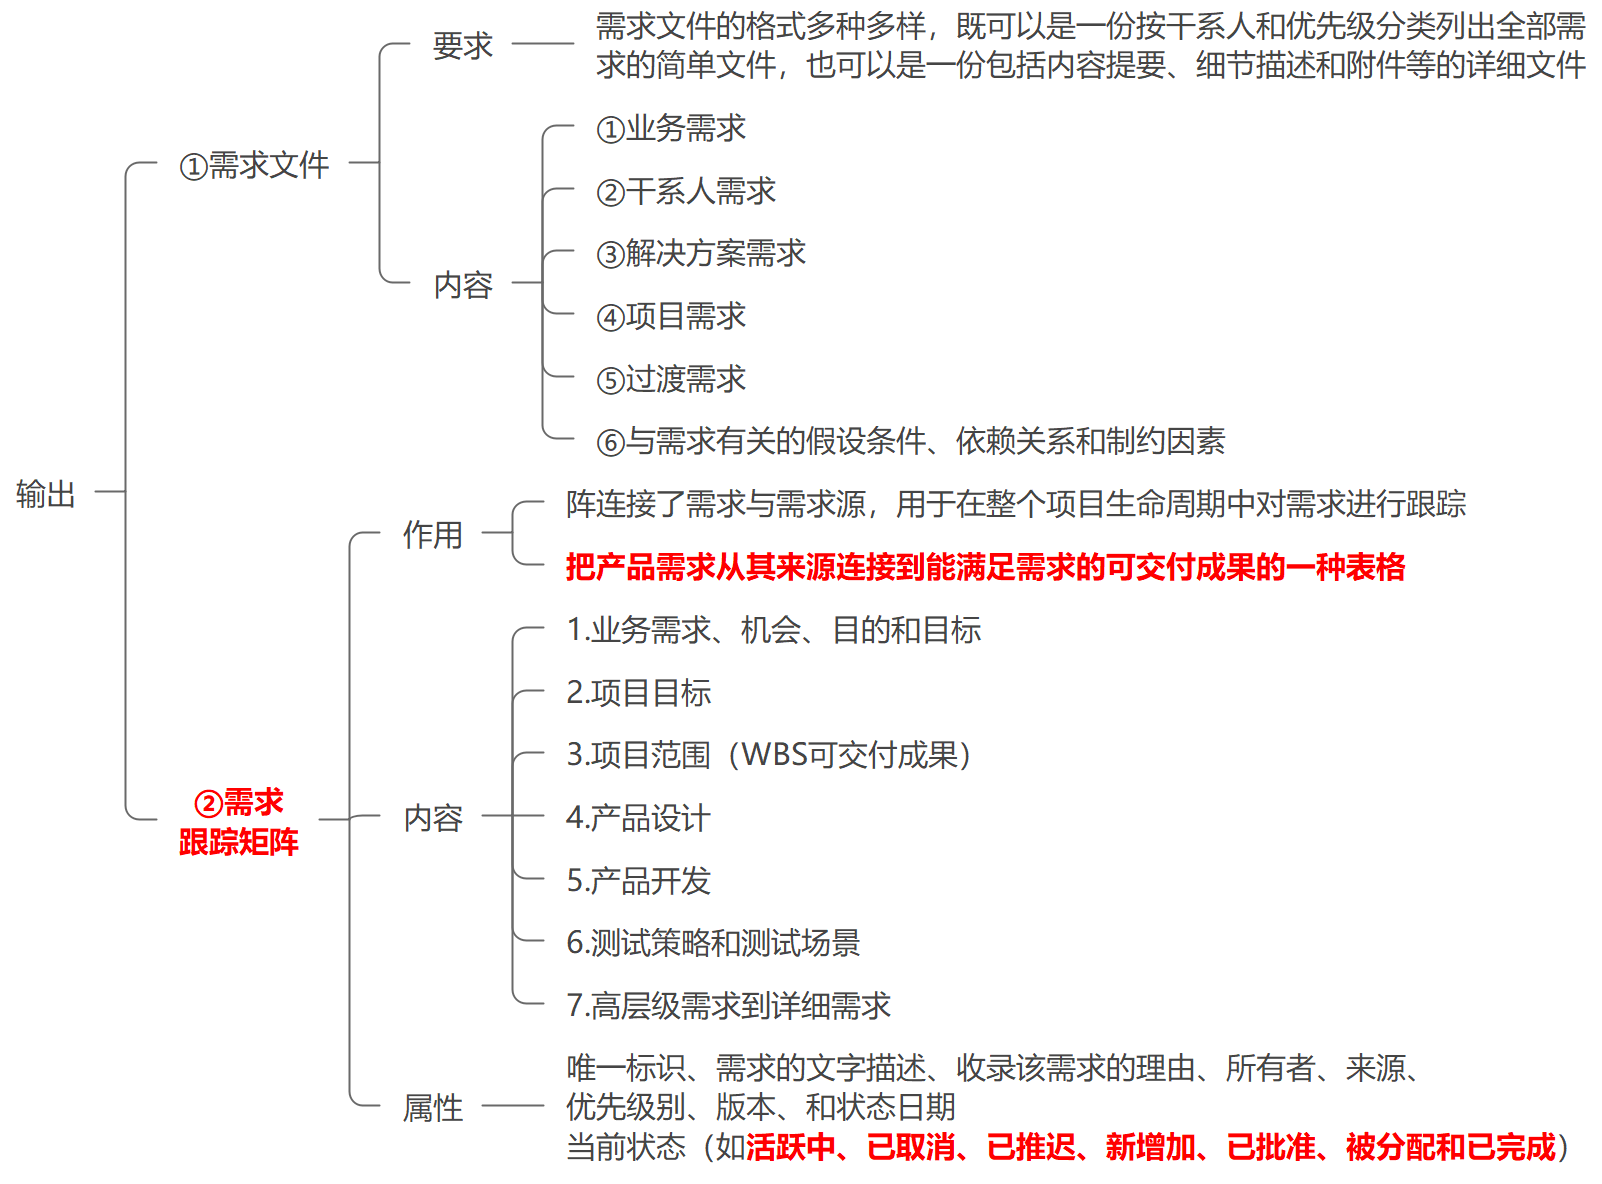 输出
①需求文件
要求
需求文件的格式多种多样，既可以是一份按干系人和优先级分类列出全部需
求的简单文件，也可以是一份包括内容提要、细节描述和附件等的详细文件
内容
①业务需求
②干系人需求
③解决方案需求
④项目需求
⑤过渡需求
⑥与需求有关的假设条件、依赖关系和制约因素
②需求
跟踪矩阵
作用
阵连接了需求与需求源，用于在整个项目生命周期中对需求进行跟踪
把产品需求从其来源连接到能满足需求的可交付成果的一种表格
内容
1.业务需求、机会、目的和目标
2.项目目标
3.项目范围（WBS可交付成果）
4.产品设计
5.产品开发
6.测试策略和测试场景
7.高层级需求到详细需求
属性
唯一标识、需求的文字描述、收录该需求的理由、所有者、来源、
优先级别、版本、和状态日期
当前状态（如活跃中、已取消、已推迟、新增加、已批准、被分配和已完成）